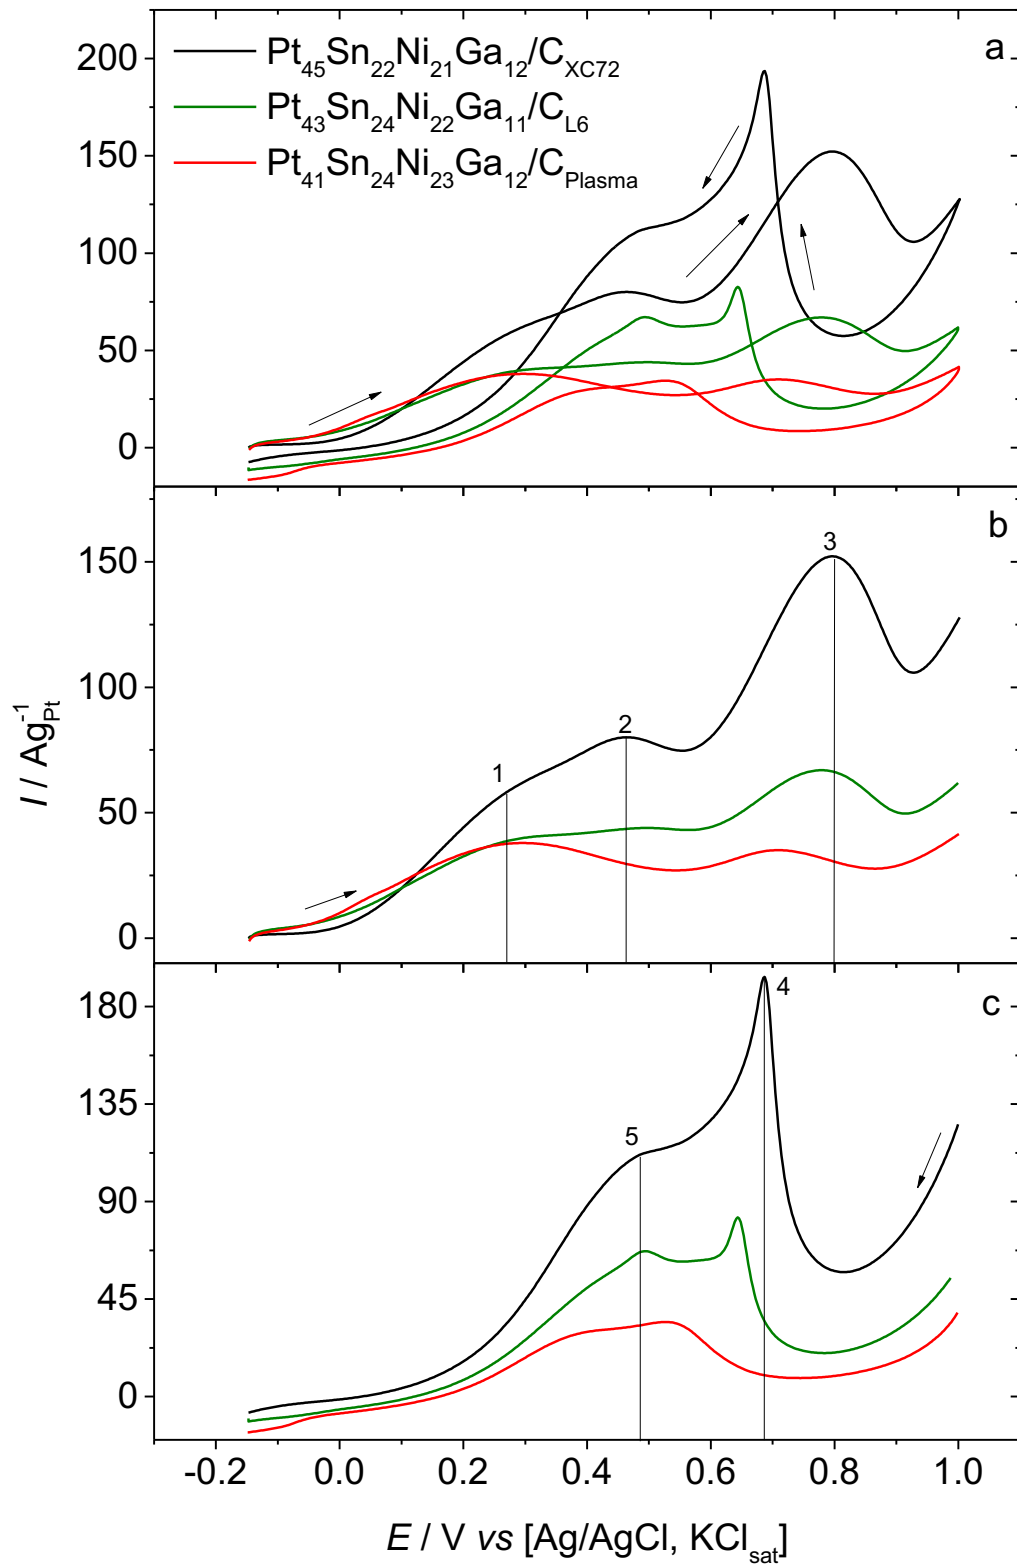 a
Pt45Sn22Ni21Ga12/CXC72
Pt43Sn24Ni22Ga11/CL6
Pt41Sn24Ni23Ga12/CPlasma
200
150
100
50
0
b
3
2
1
150
100
50
0
I / Ag-1Pt
c
4
5
180
135
90
45
0
-0.2 0.0 0.2 0.4 0.6 0.8 1.0
E / V vs [Ag/AgCl, KClsat]